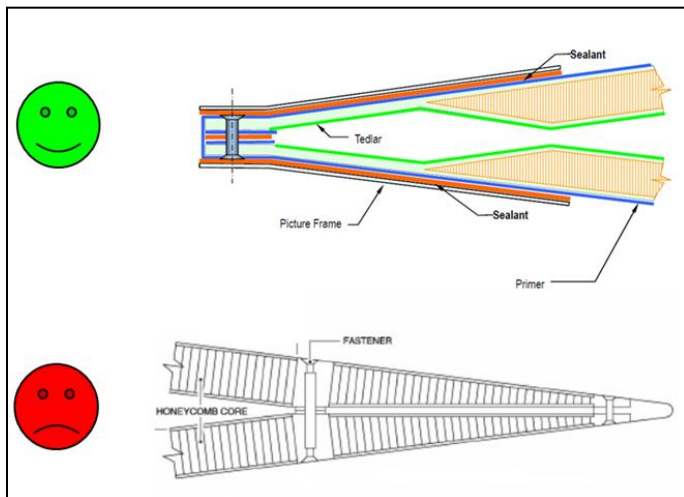 Sealant
Tedlar
Picture Frame
Sealant
Primer
FASTENER
HONEYCOMB CORE